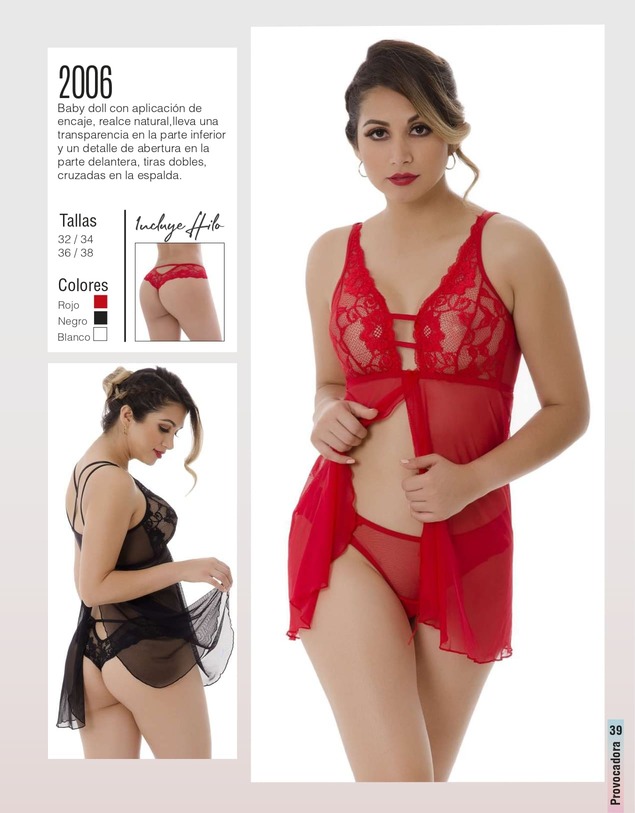 2006
Baby doll con aplicación de
encaje, realce natural,lleva una
transparencia en la parte inferior
y un detalle de abertura en la
parte delantera, tiras dobles,
cruzadas en la espalda.
Tallas
32 / 34
36 / 38
Incluye Hilo
Colores
Rojo
Negro
Blanco
39
Provocadora